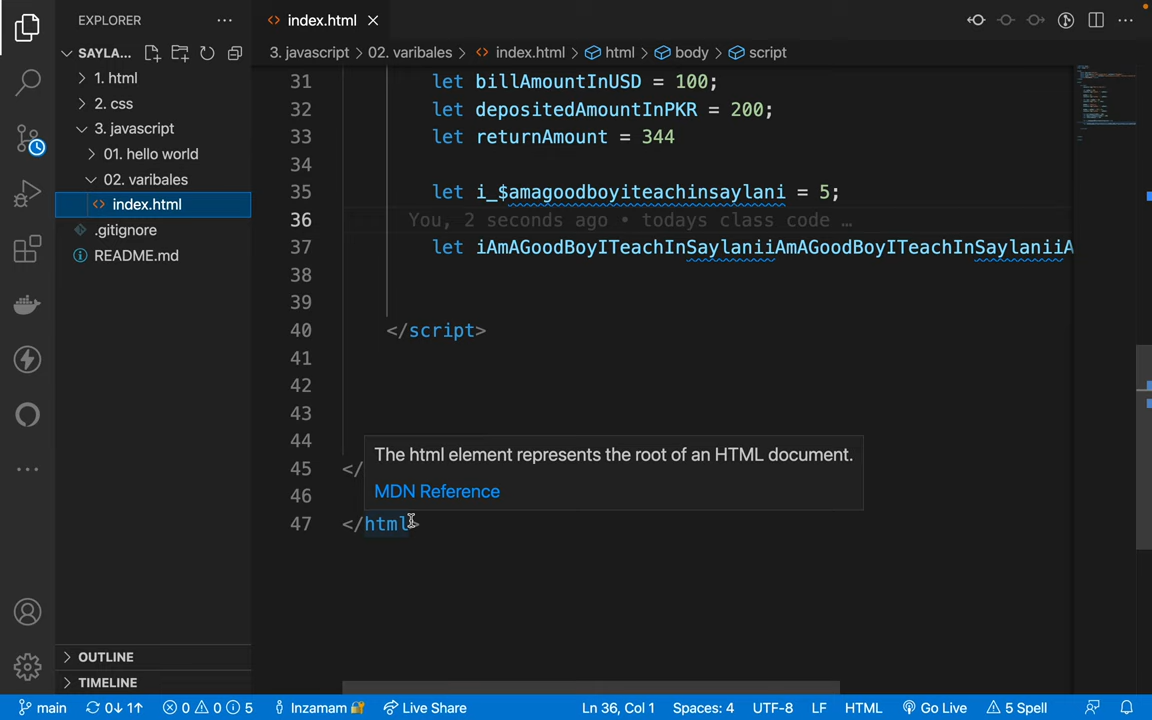 EXPLORER
SAYLA...
1. html
2. css
3. javascript
01. hello world
02. varibales
index.html
.gitignore
README.md
OUTLINE
TIMELINE
index.html
3. javascript > 02. varibales > index.html > html > body > script
31 let billAmountInUSD = 100;
32 let depositedAmountInPKR = 200;
33 let returnAmount = 344
34
35 let i_$amagoodboyiteachinsaylani = 5;
36 You, 2 seconds ago • todays class code …
37 let iAmAGoodBoyITeachInSaylaniiAmAGoodBoyITeachInSaylaniiA
38
39
40 </script>
41
42
43
44
The html element represents the root of an HTML document.
45 </
MDN Reference
46
47 </html>
main 0↓ 1↑ 0 0 5 Inzamam Live Share Ln 36, Col 1 Spaces: 4 UTF-8 LF HTML Go Live 5 Spell